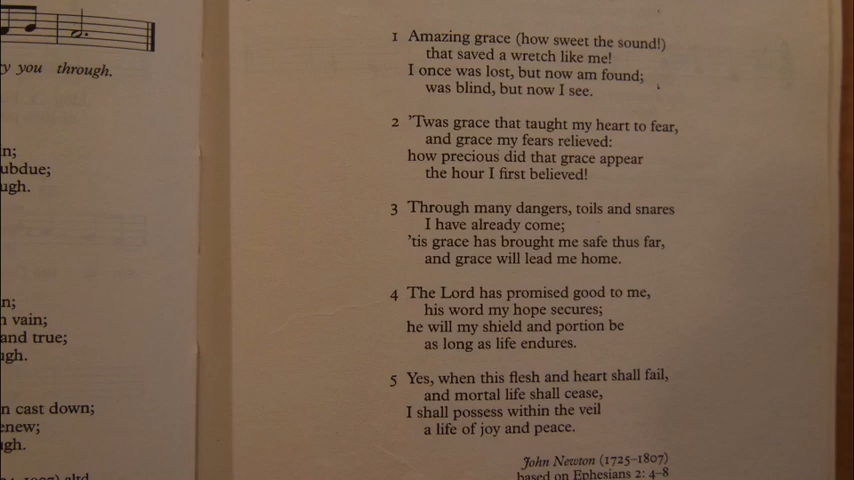 y you through.
n;
ubdue;
ugh.
n;
n vain;
and true;
ugh.
n cast down;
enew;
gh.
altd
1 Amazing grace (how sweet the sound!)
that saved a wretch like me!
I once was lost, but now am found;
was blind, but now I see.
2 ’Twas grace that taught my heart to fear,
and grace my fears relieved:
how precious did that grace appear
the hour I first believed!
3 Through many dangers, toils and snares
I have already come;
’tis grace has brought me safe thus far,
and grace will lead me home.
4 The Lord has promised good to me,
his word my hope secures;
he will my shield and portion be
as long as life endures.
5 Yes, when this flesh and heart shall fail,
and mortal life shall cease,
I shall possess within the veil
a life of joy and peace.
John Newton (1725–1807)
based on Ephesians 2: 4–8